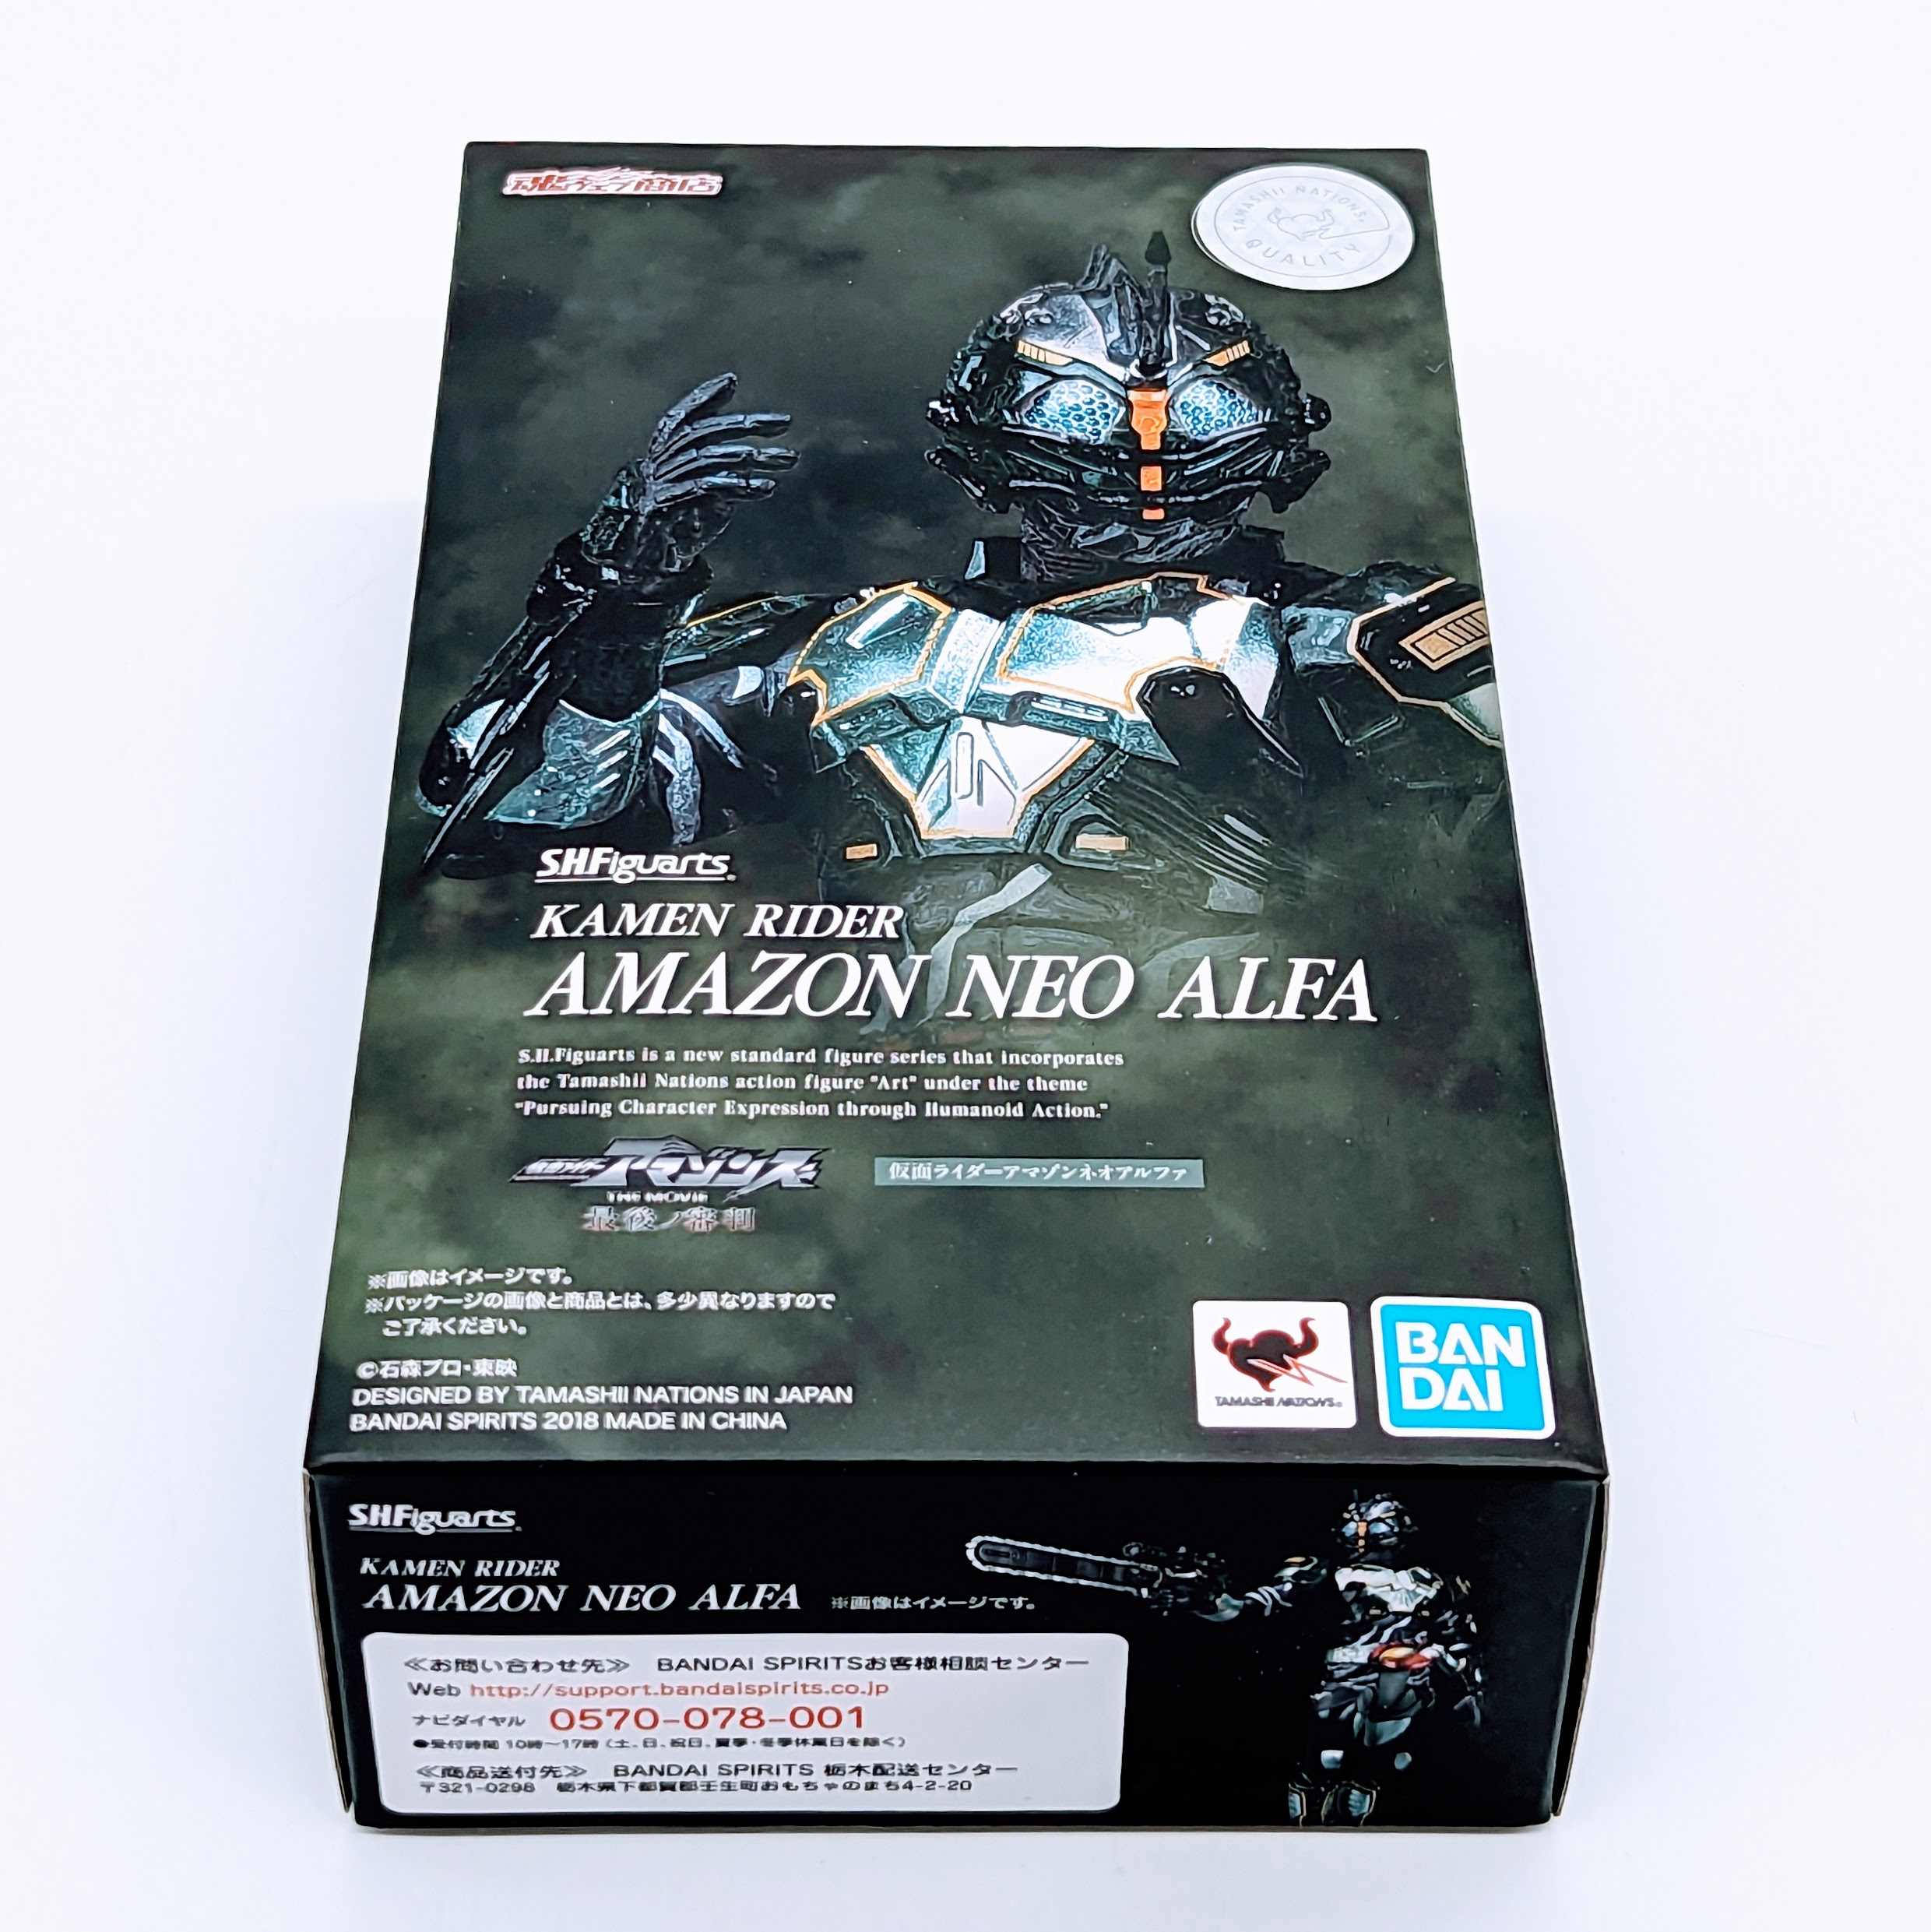 魂ウェブ商店
TAMASHII NATIONS
QUALITY
S.H.Figuarts
KAMEN RIDER
AMAZON NEO ALFA
S.H.Figuarts is a new standard figure series that incorporates
the Tamashii Nations action figure "Art" under the theme
"Pursuing Character Expression through Humanoid Action."
仮面ライダーアマゾンズ
THE MOVIE
最後ノ審判
仮面ライダーアマゾンネオアルファ
※画像はイメージです。
※パッケージの画像と商品とは、多少異なりますので
ご了承ください。
©石森プロ・東映
DESIGNED BY TAMASHII NATIONS IN JAPAN
BANDAI SPIRITS 2018 MADE IN CHINA
TAMASHII NATIONS
BAN
DAI
S.H.Figuarts
KAMEN RIDER
AMAZON NEO ALFA ※画像はイメージです。
≪お問い合わせ先≫ BANDAI SPIRITSお客様相談センター
Web http://support.bandaispirits.co.jp
ナビダイヤル 0570-078-001
●受付時間 10時～17時（土、日、祝日、夏季・冬季休業日を除く）
≪商品送付先≫ BANDAI SPIRITS 栃木配送センター
〒321-0298 栃木県下都賀郡壬生町おもちゃのまち4-2-20